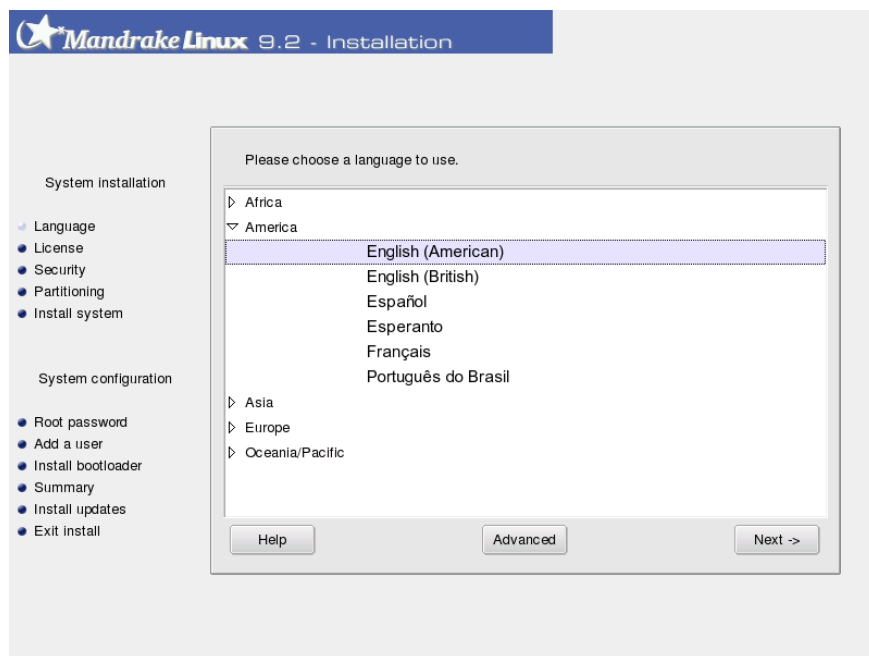 Mandrake Linux 9.2 - Installation
System installation
Language
License
Security
Partitioning
Install system
System configuration
Root password
Add a user
Install bootloader
Summary
Install updates
Exit install
Please choose a language to use.
Africa
America
English (American)
English (British)
Español
Esperanto
Français
Português do Brasil
Asia
Europe
Oceania/Pacific
Help
Advanced
Next ->